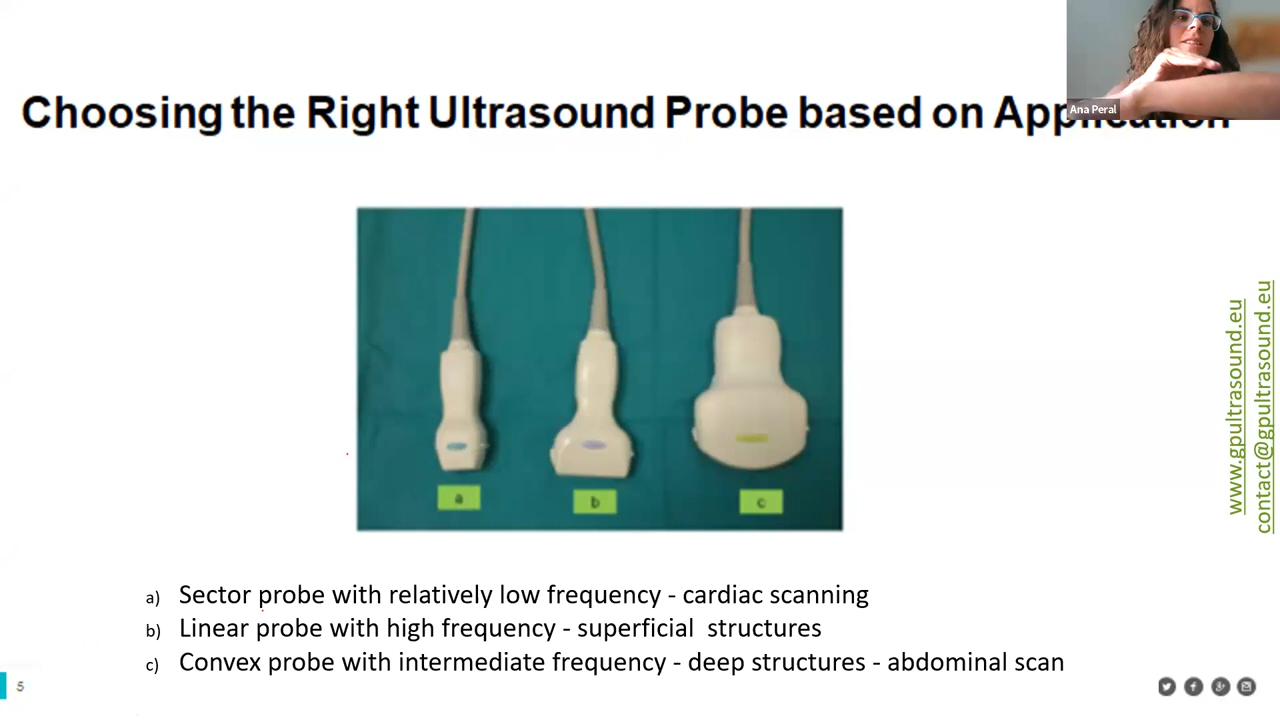 Choosing the Right Ultrasound Probe based on Application
Ana Peral
a
b
c
www.gpultrasound.eu
contact@gpultrasound.eu
a) Sector probe with relatively low frequency - cardiac scanning
b) Linear probe with high frequency - superficial structures
c) Convex probe with intermediate frequency - deep structures - abdominal scan
5